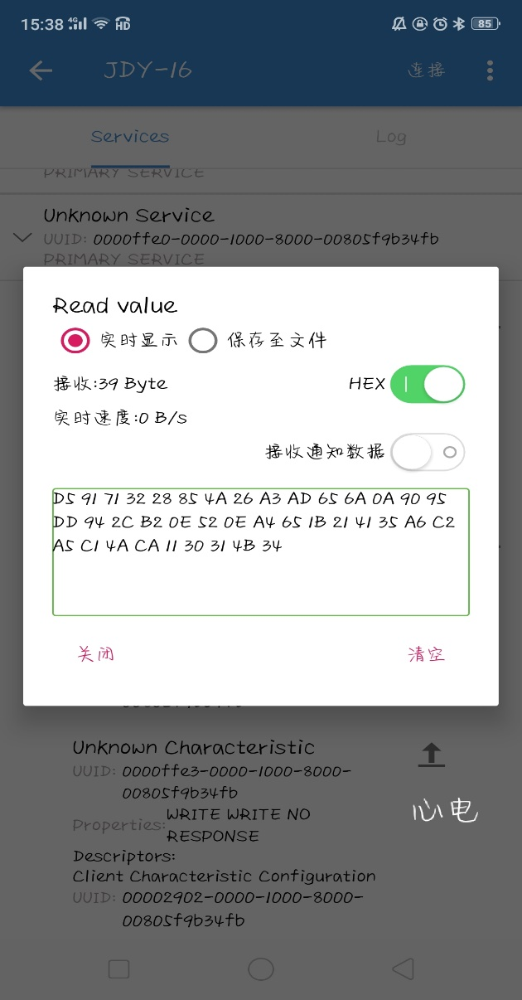 15:38 4G HD 85
JDY-16 连接
Services Log
PRIMARY SERVICE
Unknown Service
UUID: 0000ffe0-0000-1000-8000-00805f9b34fb
PRIMARY SERVICE
Read value
实时显示 保存至文件
接收:39 Byte HEX
实时速度:0 B/s
接收通知数据
D5 91 71 32 28 85 4A 26 A3 AD 65 6A 0A 90 95
DD 94 2C B2 0E 52 0E A4 65 1B 21 41 35 A6 C2
A5 C1 4A CA 11 30 31 4B 34
关闭 清空
Unknown Characteristic
UUID: 0000ffe3-0000-1000-8000-
00805f9b34fb
心电
Properties: WRITE WRITE NO
RESPONSE
Descriptors:
Client Characteristic Configuration
UUID: 00002902-0000-1000-8000-
00805f9b34fb